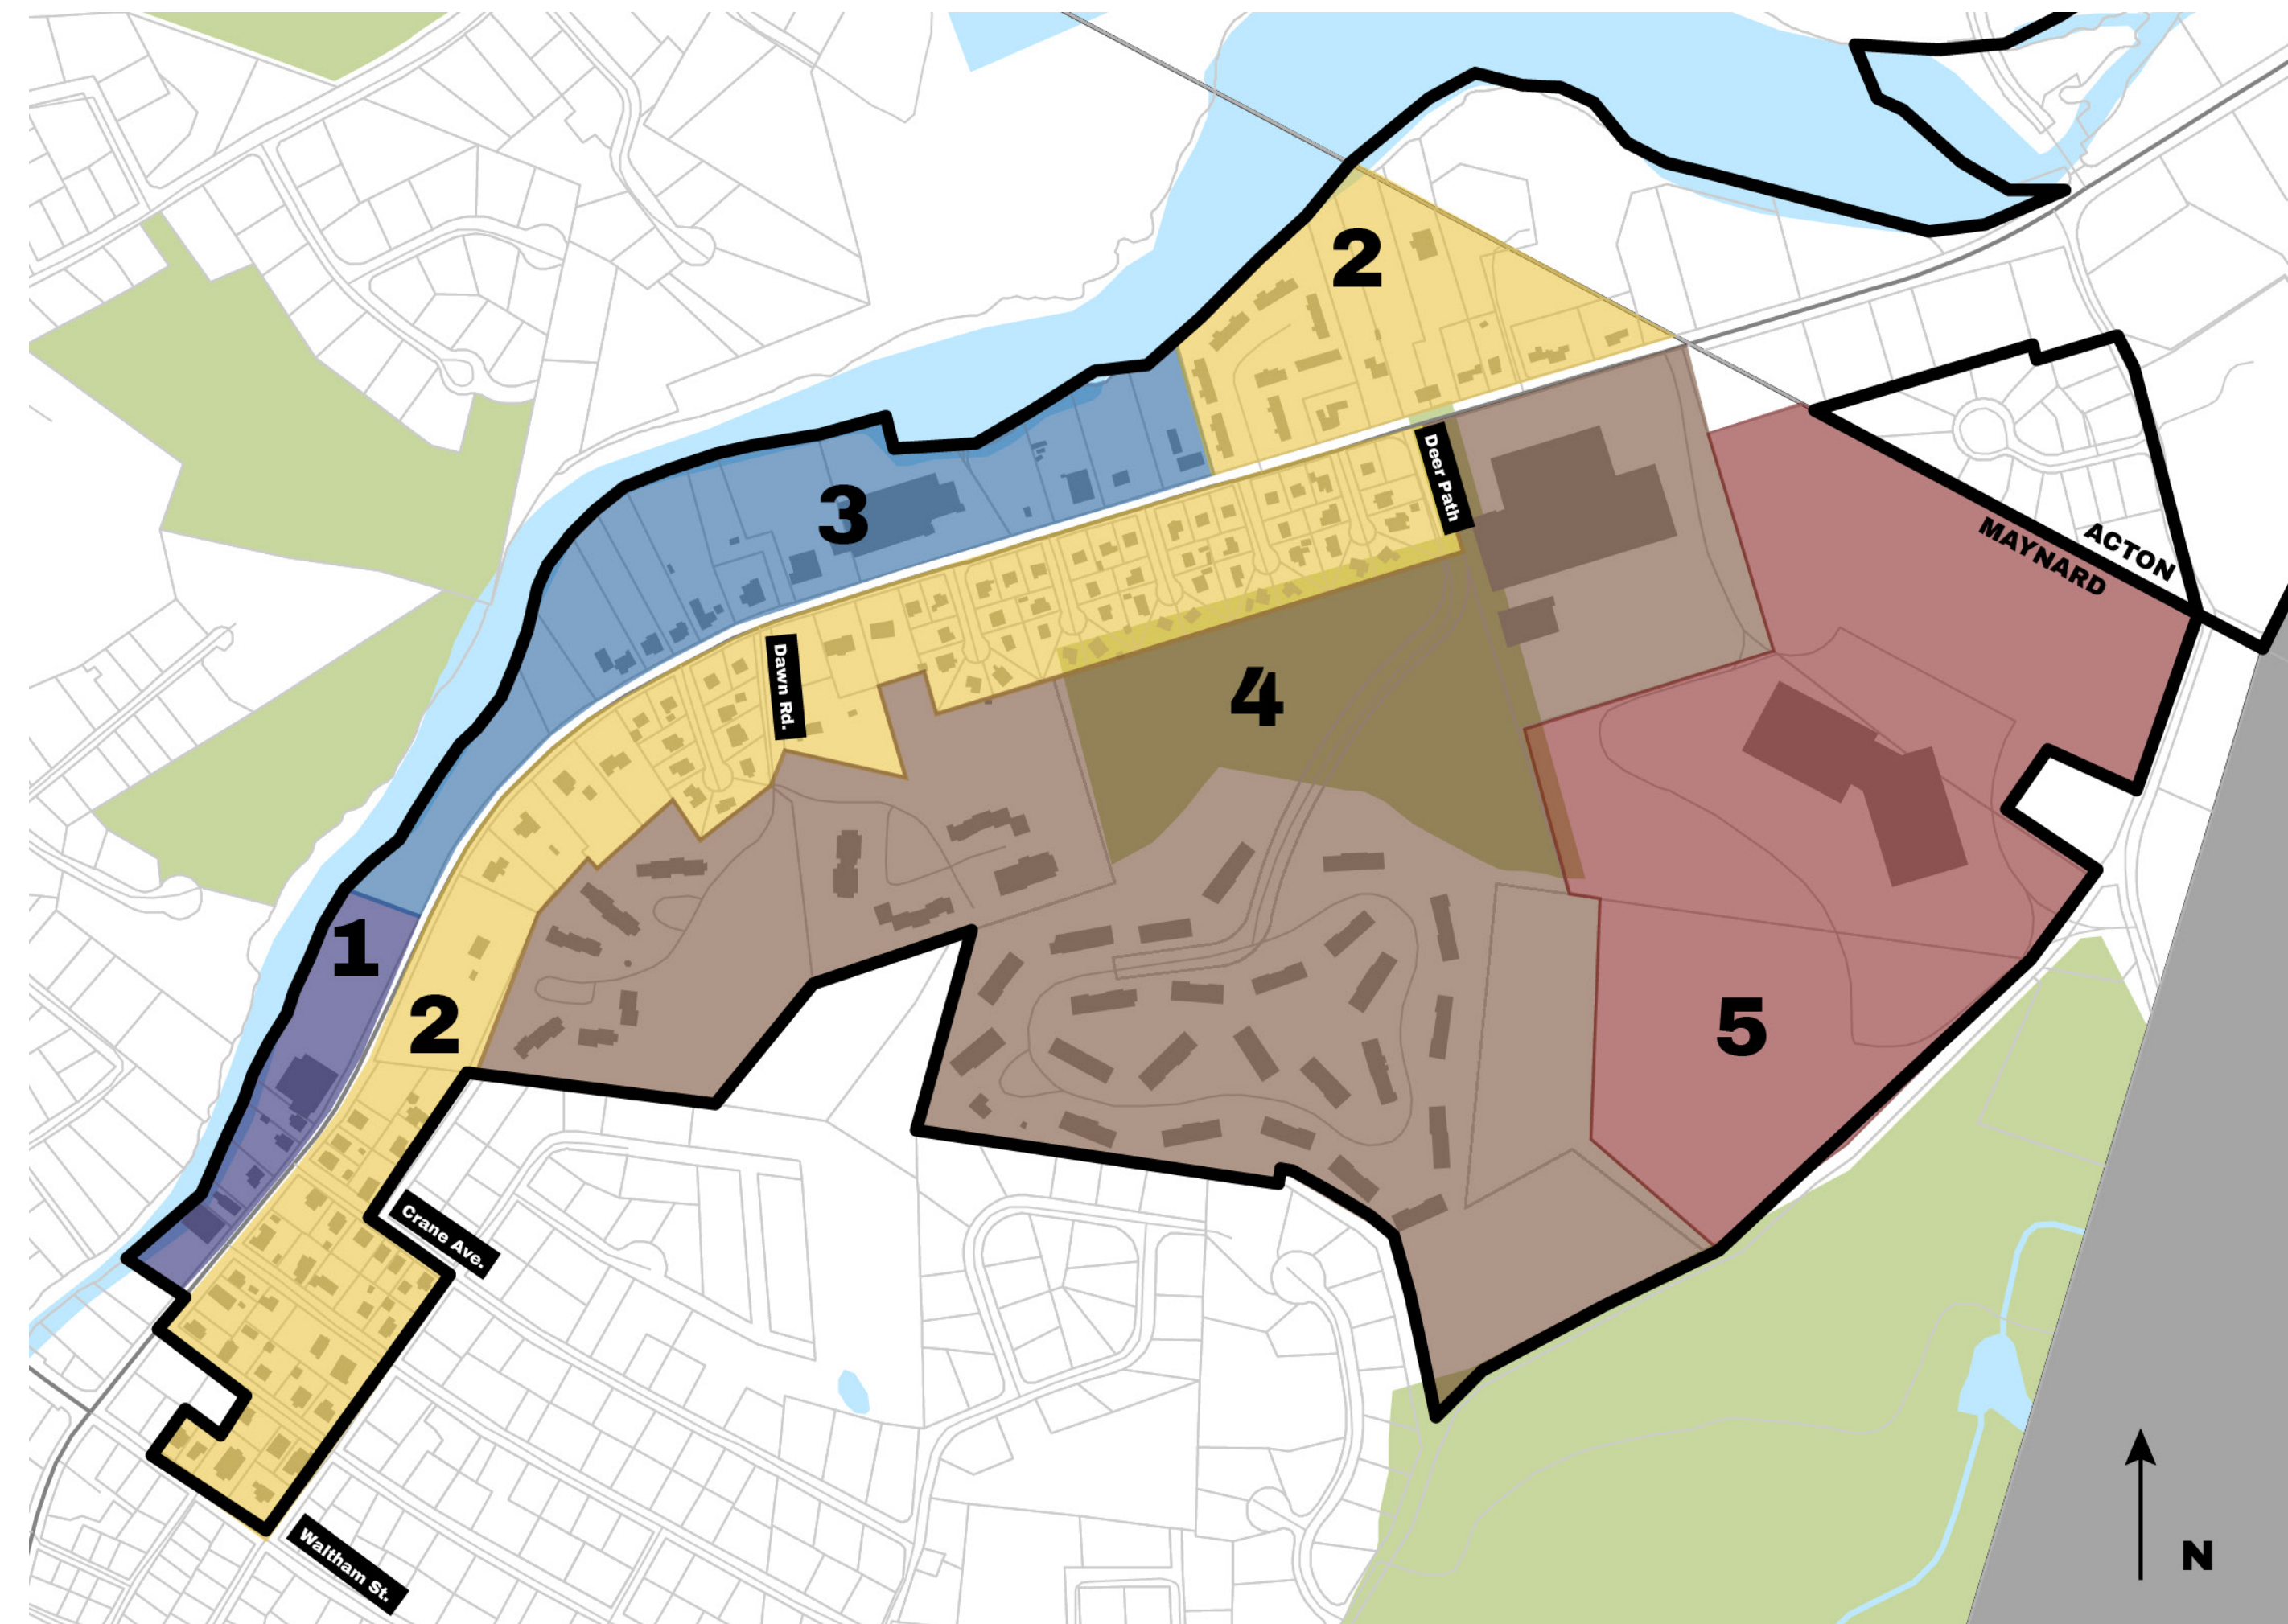 2
3
Deer Path
MAYNARD
ACTON
Dawn Rd.
4
1
2
5
Crane Ave.
Waltham St.
N